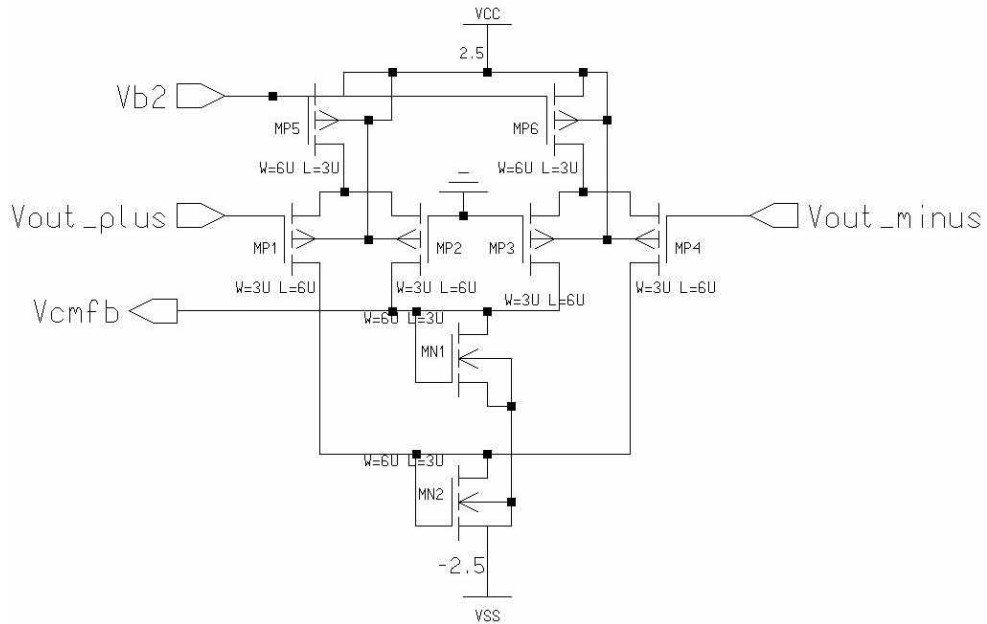 VCC
2.5
Vb2
MP5
MP6
W=6U L=3U
W=6U L=3U
Vout_plus
Vout_minus
MP1
MP2
MP3
MP4
W=3U L=6U
W=3U L=6U
W=3U L=6U
W=3U L=6U
Vcmfb
W=6U L=3U
MN1
W=6U L=3U
MN2
-2.5
VSS